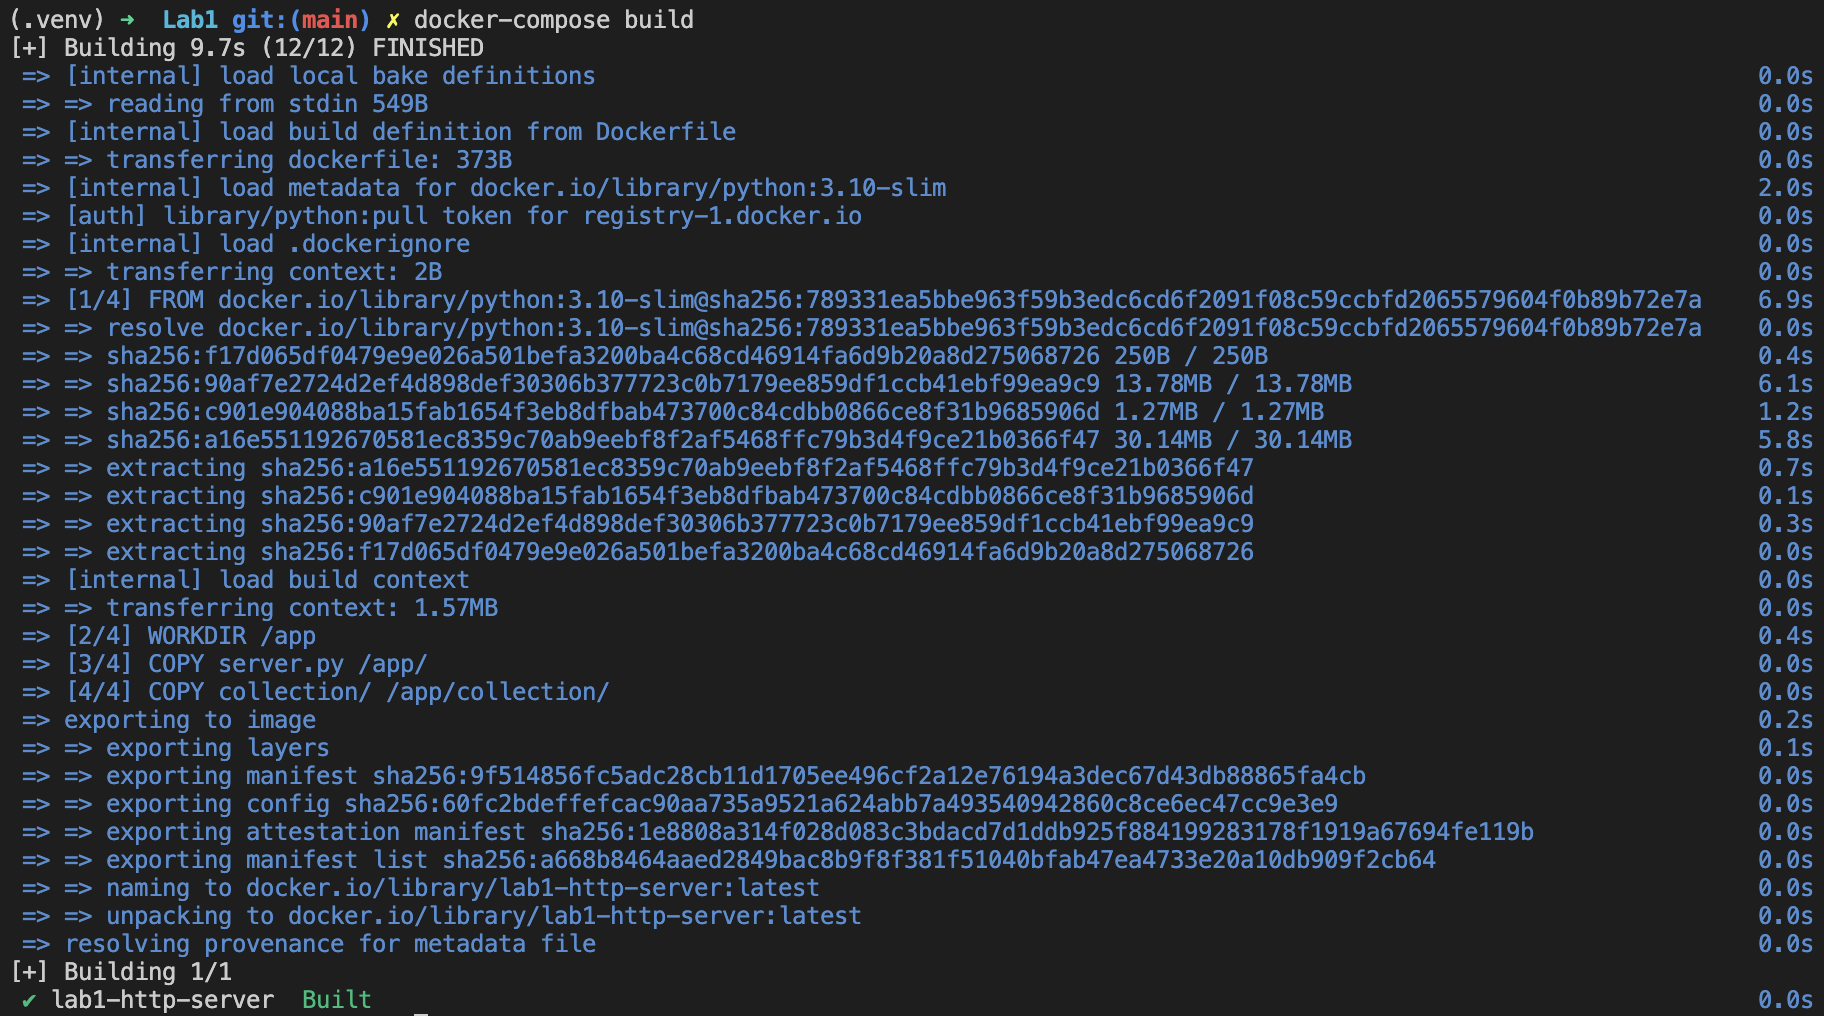 (.venv) ➜  Lab1 git:(main) ✗ docker-compose build
[+] Building 9.7s (12/12) FINISHED
=> [internal] load local bake definitions 0.0s
=> => reading from stdin 549B 0.0s
=> [internal] load build definition from Dockerfile 0.0s
=> => transferring dockerfile: 373B 0.0s
=> [internal] load metadata for docker.io/library/python:3.10-slim 2.0s
=> [auth] library/python:pull token for registry-1.docker.io 0.0s
=> [internal] load .dockerignore 0.0s
=> => transferring context: 2B 0.0s
=> [1/4] FROM docker.io/library/python:3.10-slim@sha256:789331ea5bbe963f59b3edc6cd6f2091f08c59ccbfd2065579604f0b89b72e7a 6.9s
=> => resolve docker.io/library/python:3.10-slim@sha256:789331ea5bbe963f59b3edc6cd6f2091f08c59ccbfd2065579604f0b89b72e7a 0.0s
=> => sha256:f17d065df0479e9e026a501befa3200ba4c68cd46914fa6d9b20a8d275068726 250B / 250B 0.4s
=> => sha256:90af7e2724d2ef4d898def30306b377723c0b7179ee859df1ccb41ebf99ea9c9 13.78MB / 13.78MB 6.1s
=> => sha256:c901e904088ba15fab1654f3eb8dfbab473700c84cdbb0866ce8f31b9685906d 1.27MB / 1.27MB 1.2s
=> => sha256:a16e551192670581ec8359c70ab9eebf8f2af5468ffc79b3d4f9ce21b0366f47 30.14MB / 30.14MB 5.8s
=> => extracting sha256:a16e551192670581ec8359c70ab9eebf8f2af5468ffc79b3d4f9ce21b0366f47 0.7s
=> => extracting sha256:c901e904088ba15fab1654f3eb8dfbab473700c84cdbb0866ce8f31b9685906d 0.1s
=> => extracting sha256:90af7e2724d2ef4d898def30306b377723c0b7179ee859df1ccb41ebf99ea9c9 0.3s
=> => extracting sha256:f17d065df0479e9e026a501befa3200ba4c68cd46914fa6d9b20a8d275068726 0.0s
=> [internal] load build context 0.0s
=> => transferring context: 1.57MB 0.0s
=> [2/4] WORKDIR /app 0.4s
=> [3/4] COPY server.py /app/ 0.0s
=> [4/4] COPY collection/ /app/collection/ 0.0s
=> exporting to image 0.2s
=> => exporting layers 0.1s
=> => exporting manifest sha256:9f514856fc5adc28cb11d1705ee496cf2a12e76194a3dec67d43db88865fa4cb 0.0s
=> => exporting config sha256:60fc2bdeffefcac90aa735a9521a624abb7a493540942860c8ce6ec47cc9e3e9 0.0s
=> => exporting attestation manifest sha256:1e8808a314f028d083c3bdacd7d1ddb925f884199283178f1919a67694fe119b 0.0s
=> => exporting manifest list sha256:a668b8464aaed2849bac8b9f8f381f51040bfab47ea4733e20a10db909f2cb64 0.0s
=> => naming to docker.io/library/lab1-http-server:latest 0.0s
=> => unpacking to docker.io/library/lab1-http-server:latest 0.0s
=> resolving provenance for metadata file 0.0s
[+] Building 1/1
✔ lab1-http-server  Built 0.0s